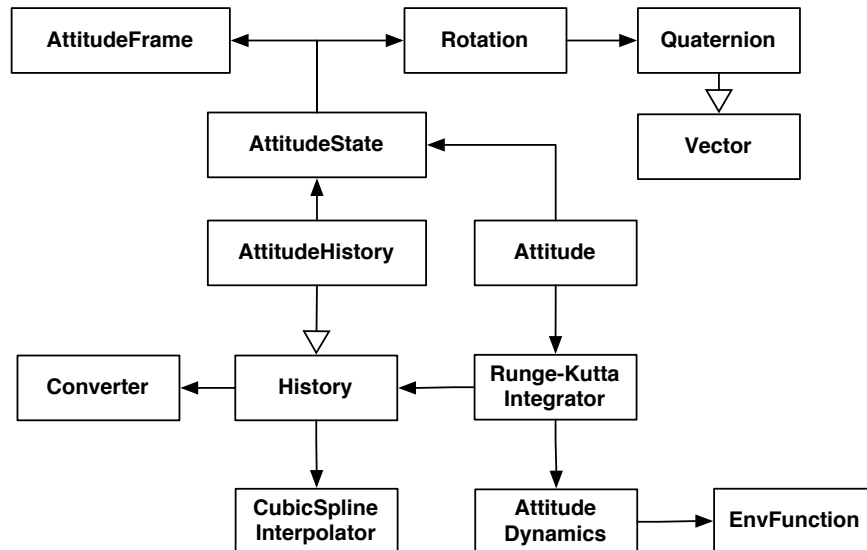 AttitudeFrame
Rotation
Quaternion
AttitudeState
Vector
AttitudeHistory
Attitude
Converter
History
Runge-Kutta
Integrator
CubicSpline
Interpolator
Attitude
Dynamics
EnvFunction